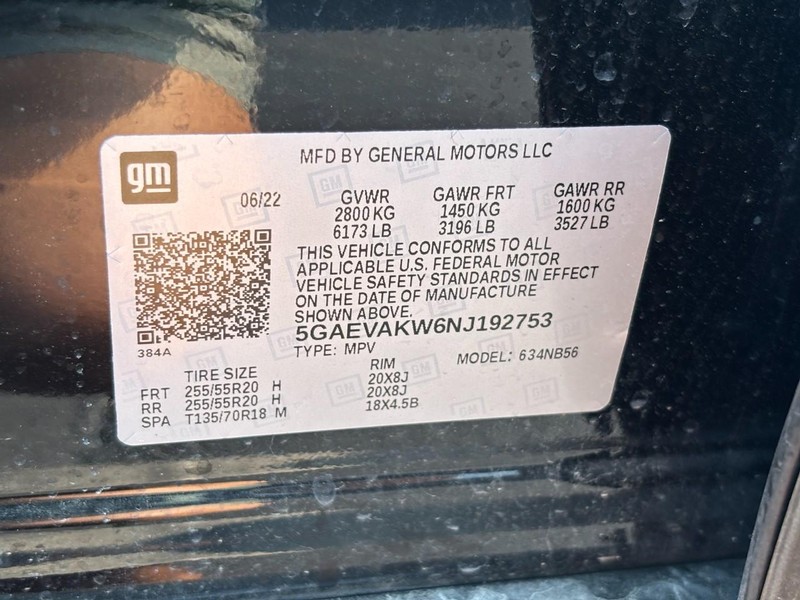 gm
MFD BY GENERAL MOTORS LLC
06/22
GVWR GAWR FRT GAWR RR
2800 KG 1450 KG 1600 KG
6173 LB 3196 LB 3527 LB
THIS VEHICLE CONFORMS TO ALL
APPLICABLE U.S. FEDERAL MOTOR
VEHICLE SAFETY STANDARDS IN EFFECT
ON THE DATE OF MANUFACTURE
SHOWN ABOVE.
5GAEVAKW6NJ192753
384A
TYPE: MPV MODEL: 634NB56
TIRE SIZE RIM
FRT 255/55R20 H 20X8J
RR 255/55R20 H 20X8J
SPA T135/70R18 M 18X4.5B